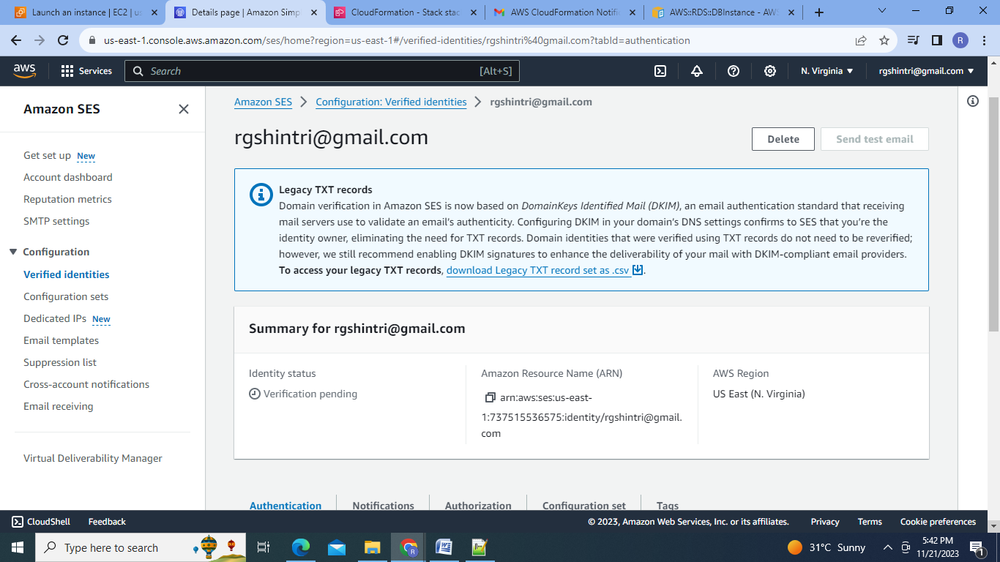 Launch an instance | EC2 | us
Details page | Amazon Simp
CloudFormation - Stack stac
AWS CloudFormation Notific
AWS::RDS::DBInstance - AWS
us-east-1.console.aws.amazon.com/ses/home?region=us-east-1#/verified-identities/rgshintri%40gmail.com?tabId=authentication
R
aws
Services
Search
[Alt+S]
N. Virginia
rgshintri@gmail.com
Amazon SES
Get set up New
Account dashboard
Reputation metrics
SMTP settings
Configuration
Verified identities
Configuration sets
Dedicated IPs New
Email templates
Suppression list
Cross-account notifications
Email receiving
Virtual Deliverability Manager
Amazon SES
Configuration: Verified identities
rgshintri@gmail.com
rgshintri@gmail.com
Delete
Send test email
Legacy TXT records
Domain verification in Amazon SES is now based on DomainKeys Identified Mail (DKIM), an email authentication standard that receiving
mail servers use to validate an email's authenticity. Configuring DKIM in your domain's DNS settings confirms to SES that you're the
identity owner, eliminating the need for TXT records. Domain identities that were verified using TXT records do not need to be reverified;
however, we still recommend enabling DKIM signatures to enhance the deliverability of your mail with DKIM-compliant email providers.
To access your legacy TXT records, download Legacy TXT record set as .csv .
Summary for rgshintri@gmail.com
Identity status
Verification pending
Amazon Resource Name (ARN)
arn:aws:ses:us-east-
1:737515536575:identity/rgshintri@gmail.
com
AWS Region
US East (N. Virginia)
Authentication
Notifications
Authorization
Configuration set
Tags
CloudShell
Feedback
© 2023, Amazon Web Services, Inc. or its affiliates.
Privacy
Terms
Cookie preferences
Type here to search
R
31°C Sunny
5:42 PM
11/21/2023
1